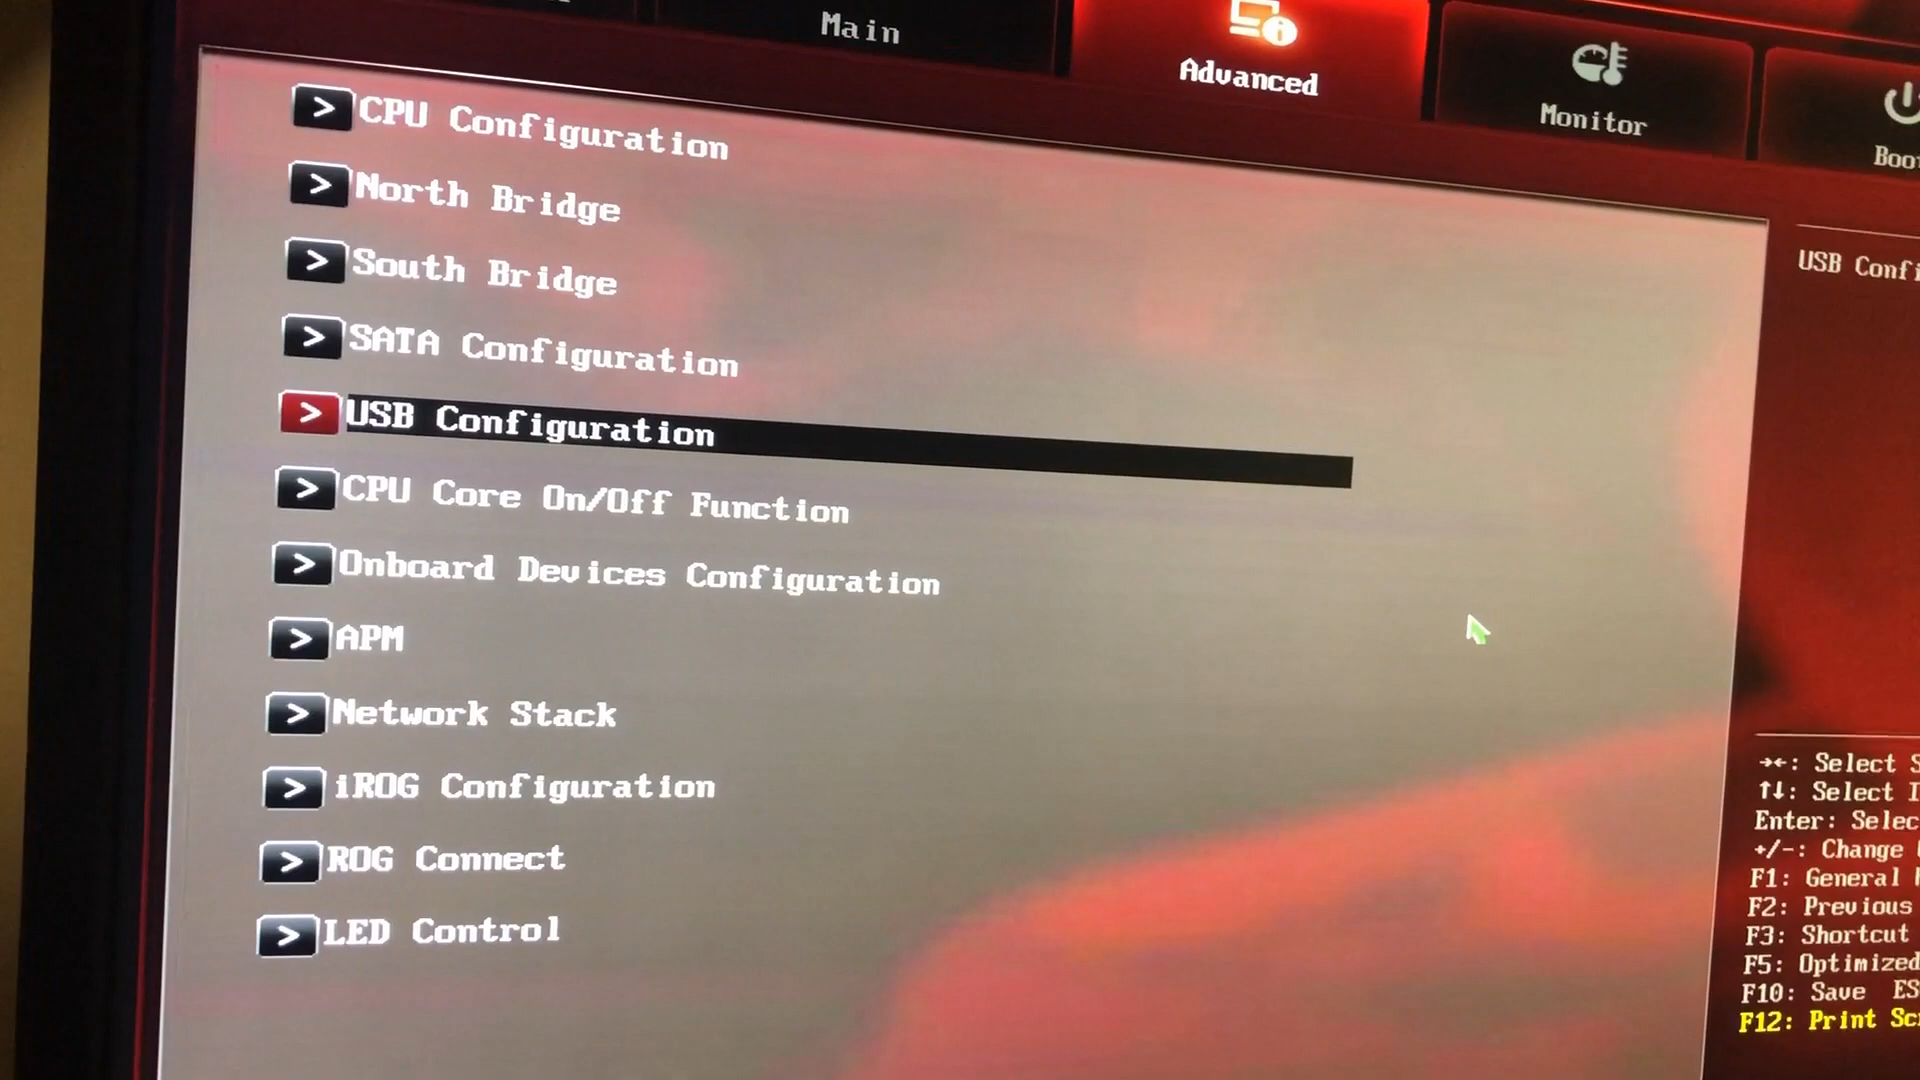 Main
Advanced
Monitor
CPU Configuration
North Bridge
South Bridge
SATA Configuration
USB Configuration
CPU Core On/Off Function
Onboard Devices Configuration
APM
Network Stack
iROG Configuration
ROG Connect
LED Control
USB
→←: Select
↑↓: Select
Enter:
+/-: Change
F1: General
F2: Previous
F3: Shortcut
F5: Optimized
F10: Save
F12: Print